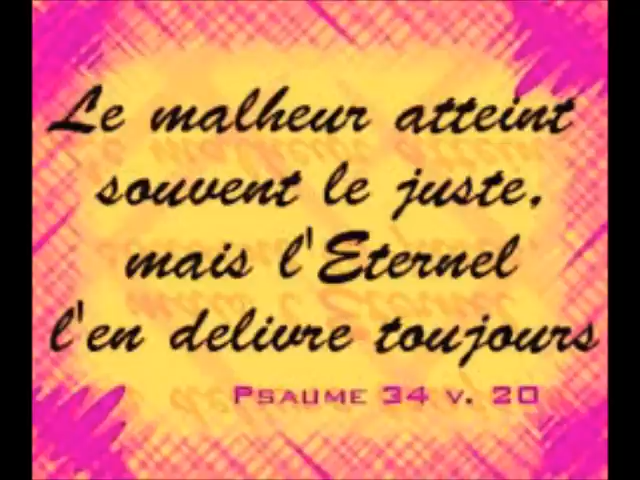 Le malheur atteint
souvent le juste,
mais l'Eternel
l'en delivre toujours
Psaume 34 v. 20